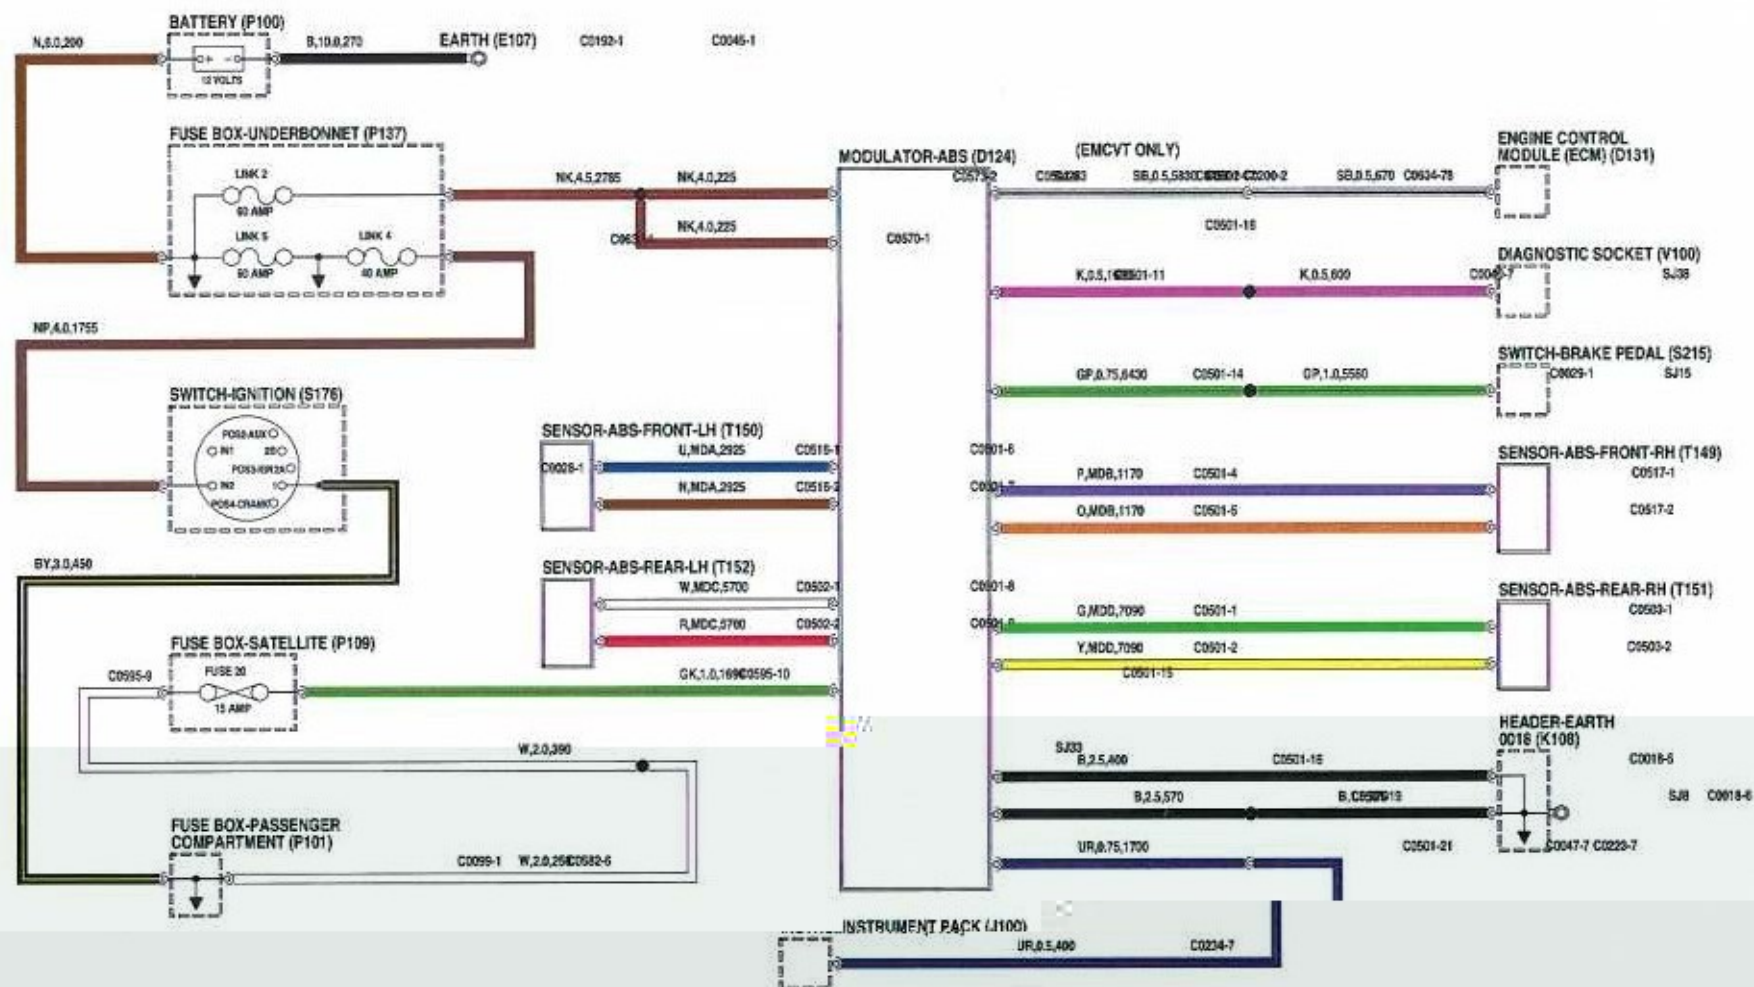 BATTERY (P100)
N,6.0,200
B,10.0,270
EARTH (E107)
C0192-1
C0045-1
12 VOLTS
FUSE BOX-UNDERBONNET (P137)
LINK 2
60 AMP
LINK 5
60 AMP
LINK 4
40 AMP
NK,4.5,2785
NK,4.0,225
NK,4.0,225
MODULATOR-ABS (D124)
(EMCVT ONLY)
C0570-1
SB,0.5,670
C0634-78
C0501-16
ENGINE CONTROL
MODULE (ECM) (D131)
DIAGNOSTIC SOCKET (V100)
K,0.5,600
SJ38
NP,4.0,1755
SWITCH-BRAKE PEDAL (S215)
GP,0.75,6430
C0501-14
GP,1.0,5560
C0029-1
SJ15
SWITCH-IGNITION (S176)
POS2-AUX
IN1
IN2
POS4-CRANK
SENSOR-ABS-FRONT-LH (T150)
U,MDA,2925
C0028-1
N,MDA,2925
SENSOR-ABS-FRONT-RH (T149)
P,MDB,1170
C0501-4
C0517-1
O,MDB,1170
C0501-5
C0517-2
BY,3.0,450
SENSOR-ABS-REAR-LH (T152)
W,MDC,5700
R,MDC,5700
SENSOR-ABS-REAR-RH (T151)
G,MDD,7090
C0501-1
C0503-1
Y,MDD,7090
C0501-2
C0503-2
C0501-15
FUSE BOX-SATELLITE (P109)
C0595-9
FUSE 20
15 AMP
W,2.0,390
HEADER-EARTH
0018 (K108)
SJ33
B,2.5,400
C0501-16
C0018-5
B,2.5,570
SJ8
C0018-6
FUSE BOX-PASSENGER
COMPARTMENT (P101)
C0099-1
UR,0.75,1700
C0501-21
C0047-7 C0223-7
INSTRUMENT PACK (J100)
UR,0.5,400
C0234-7